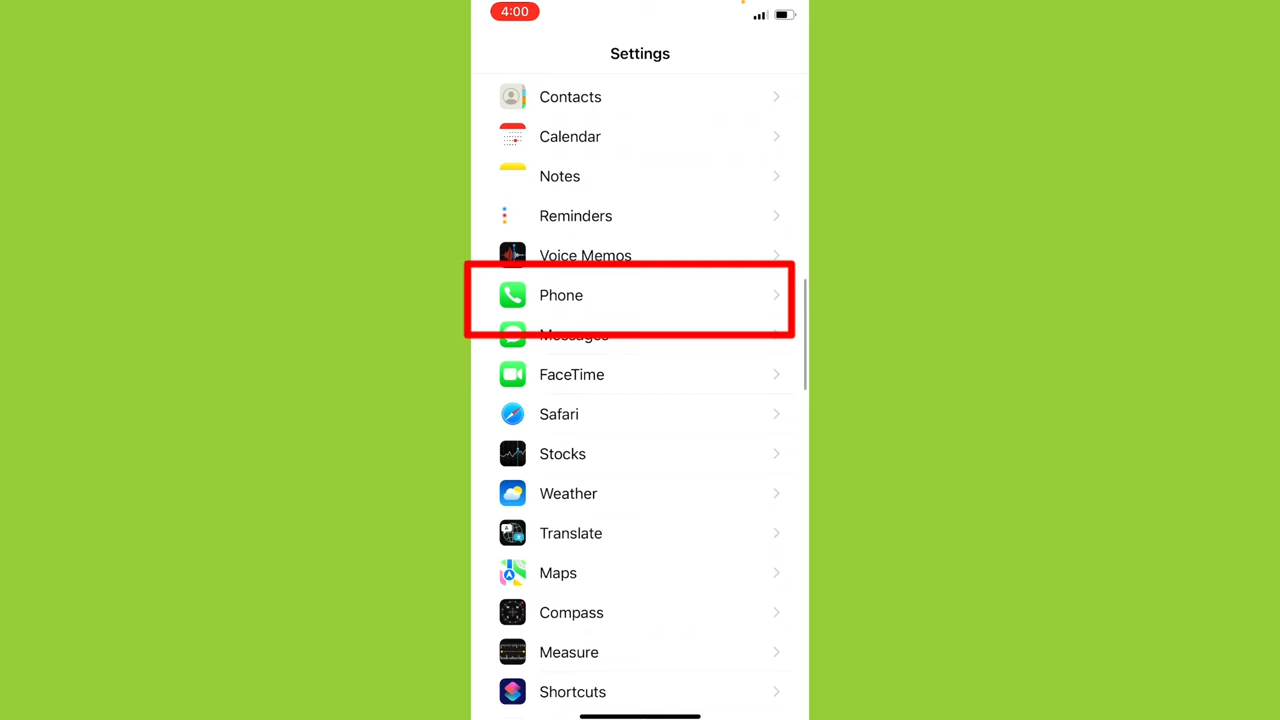 4:00
Settings
Contacts
Calendar
Notes
Reminders
Voice Memos
Phone
Messages
FaceTime
Safari
Stocks
Weather
Translate
Maps
Compass
Measure
Shortcuts